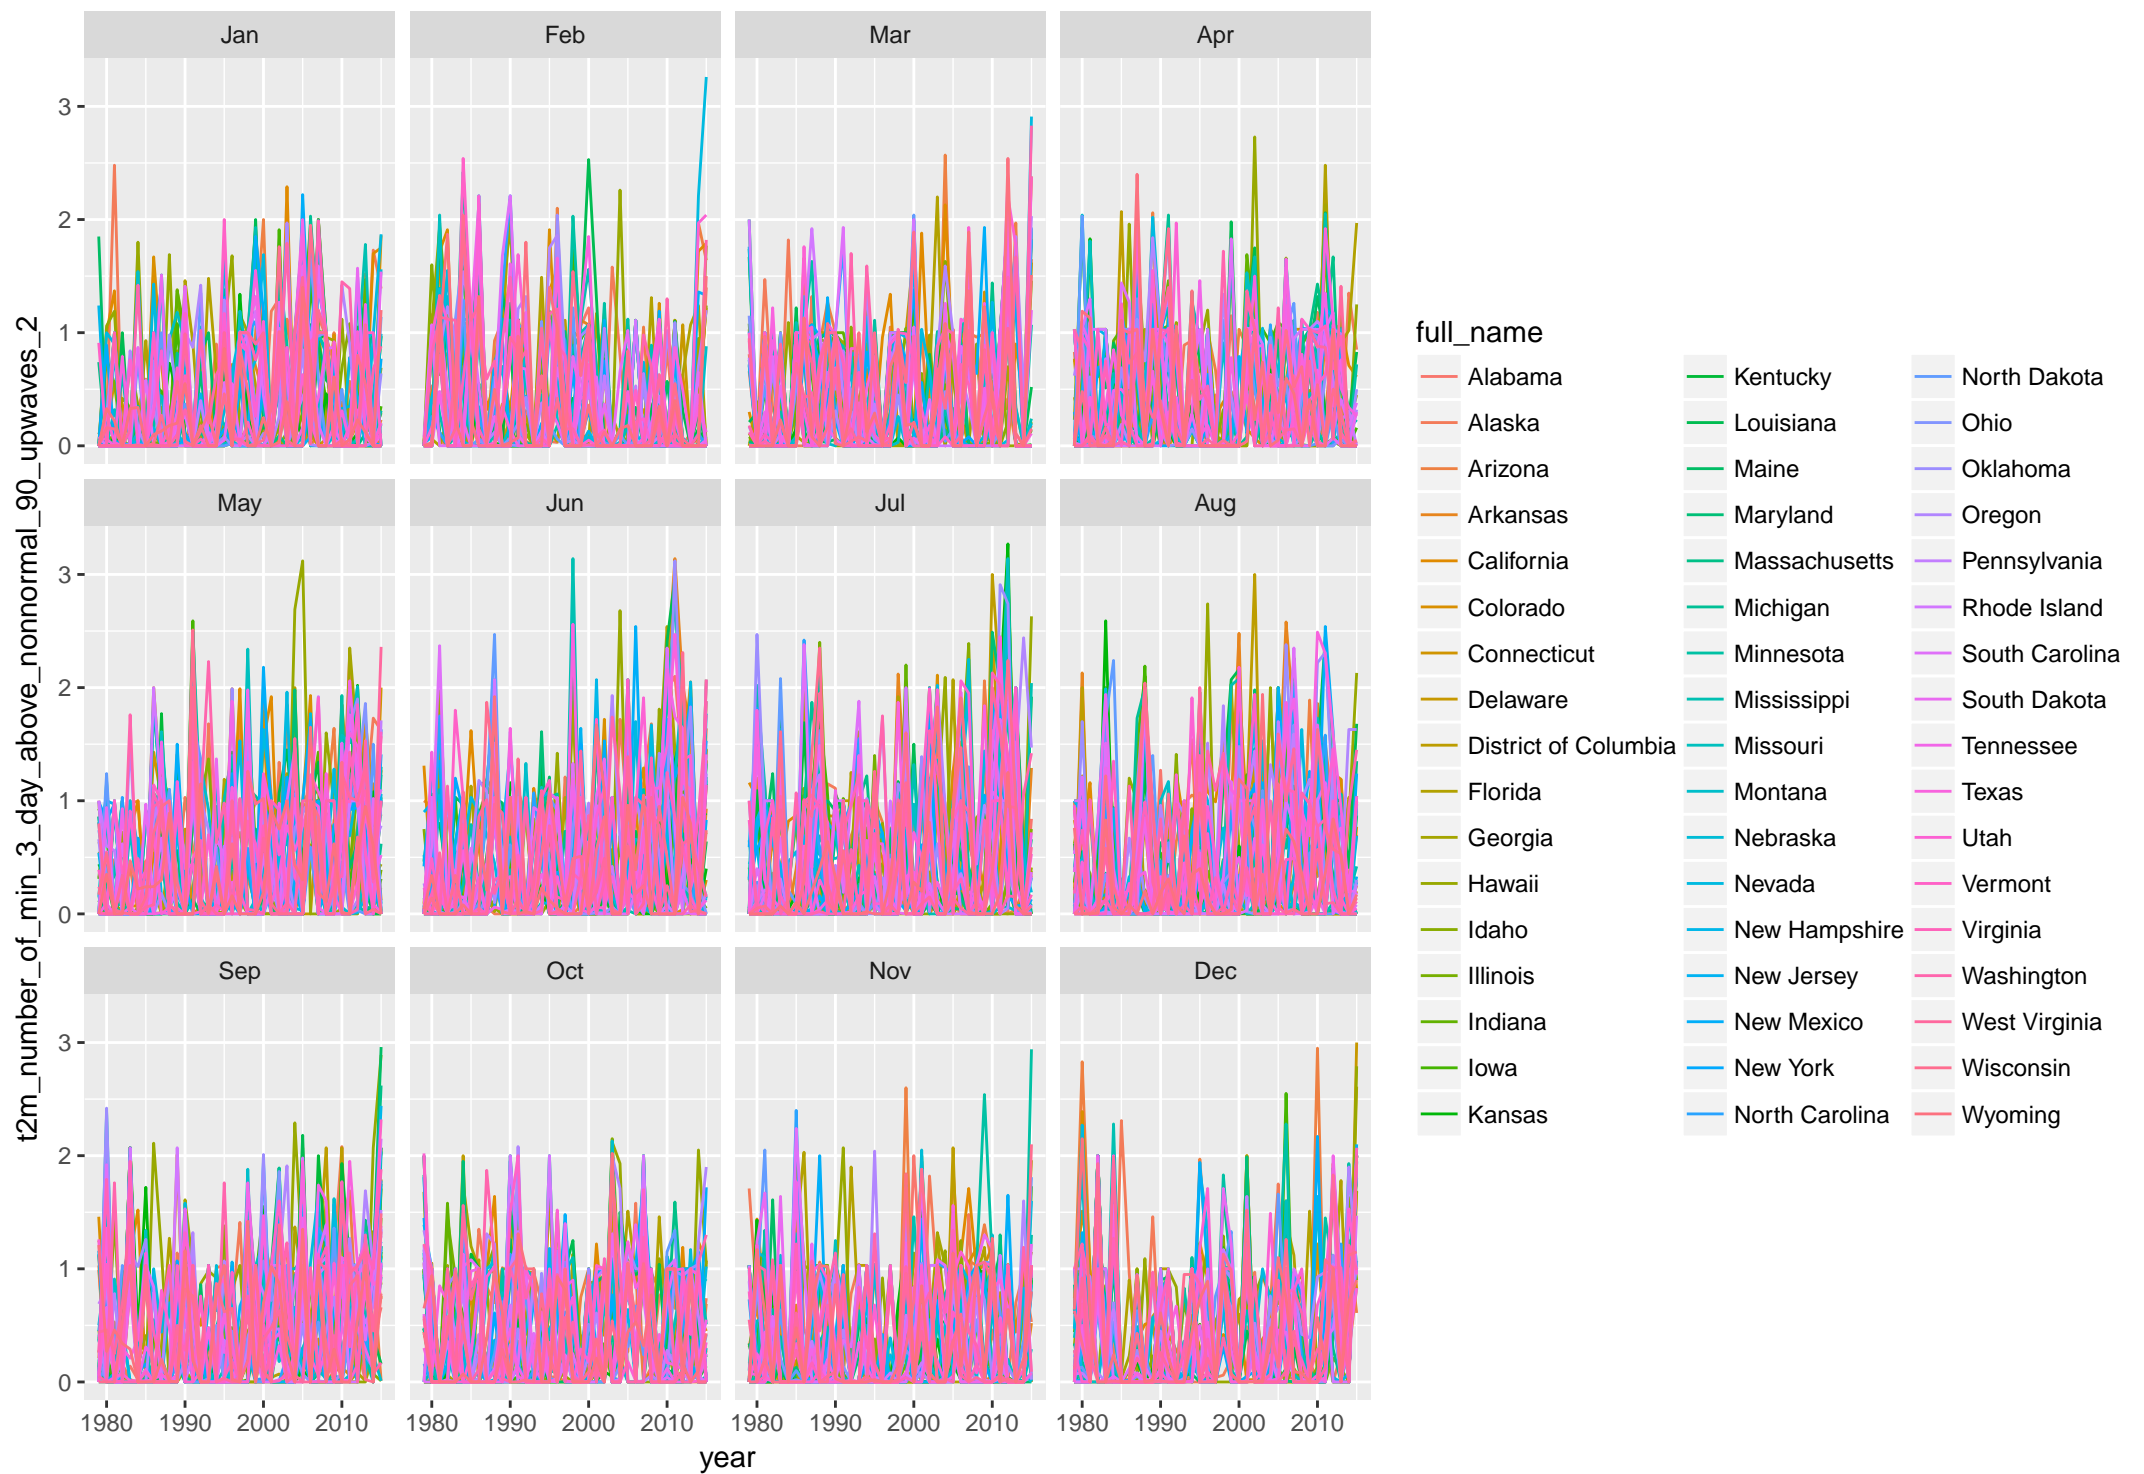 Jan Feb Mar Apr
3
2
1
0
May Jun Jul Aug
3
2
1
0
Sep Oct Nov Dec
3
2
1
0
1980 1990 2000 2010 1980 1990 2000 2010 1980 1990 2000 2010 1980 1990 2000 2010
year
t2m_number_of_min_3_day_above_nonnormal_90_upwaves_2
full_name
Alabama
Alaska
Arizona
Arkansas
California
Colorado
Connecticut
Delaware
District of Columbia
Florida
Georgia
Hawaii
Idaho
Illinois
Indiana
Iowa
Kansas
Kentucky
Louisiana
Maine
Maryland
Massachusetts
Michigan
Minnesota
Mississippi
Missouri
Montana
Nebraska
Nevada
New Hampshire
New Jersey
New Mexico
New York
North Carolina
North Dakota
Ohio
Oklahoma
Oregon
Pennsylvania
Rhode Island
South Carolina
South Dakota
Tennessee
Texas
Utah
Vermont
Virginia
Washington
West Virginia
Wisconsin
Wyoming